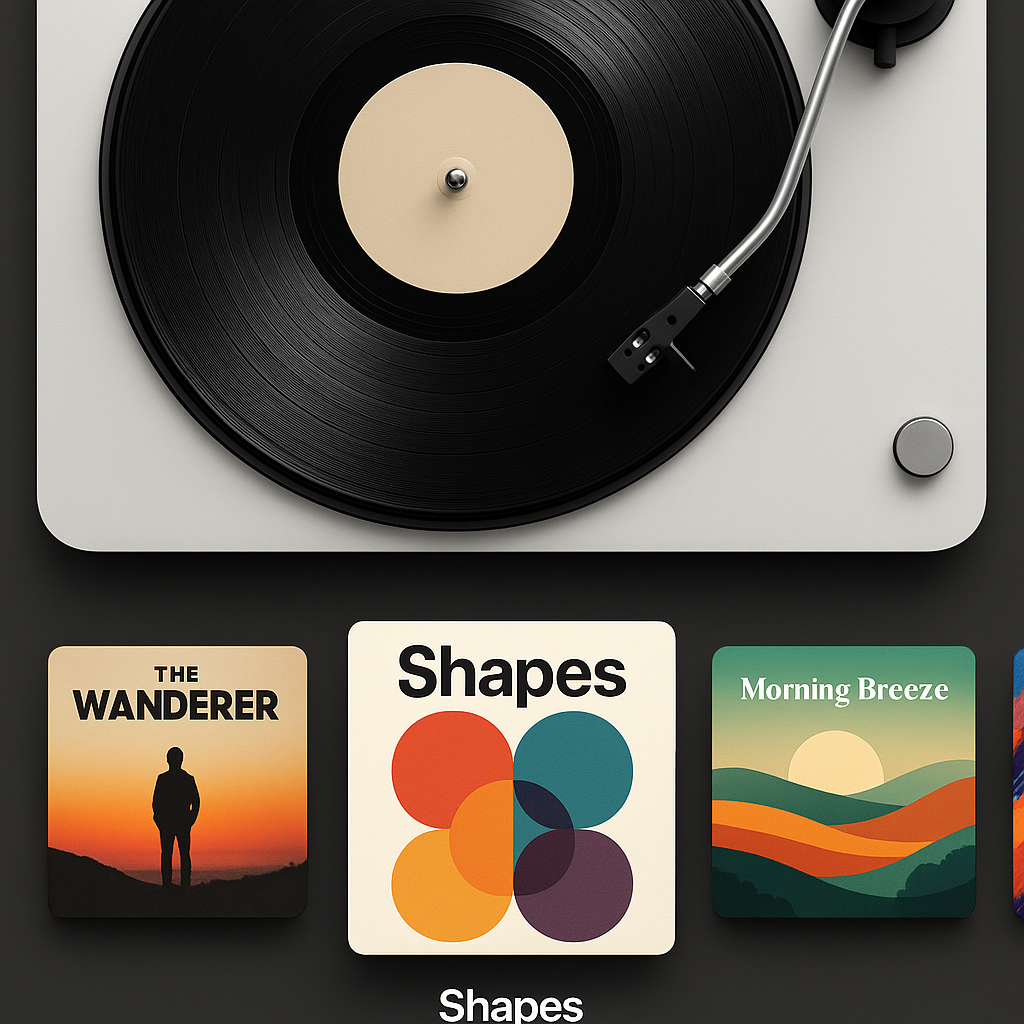 THE
WANDERER
Shapes
Morning Breeze
Shapes